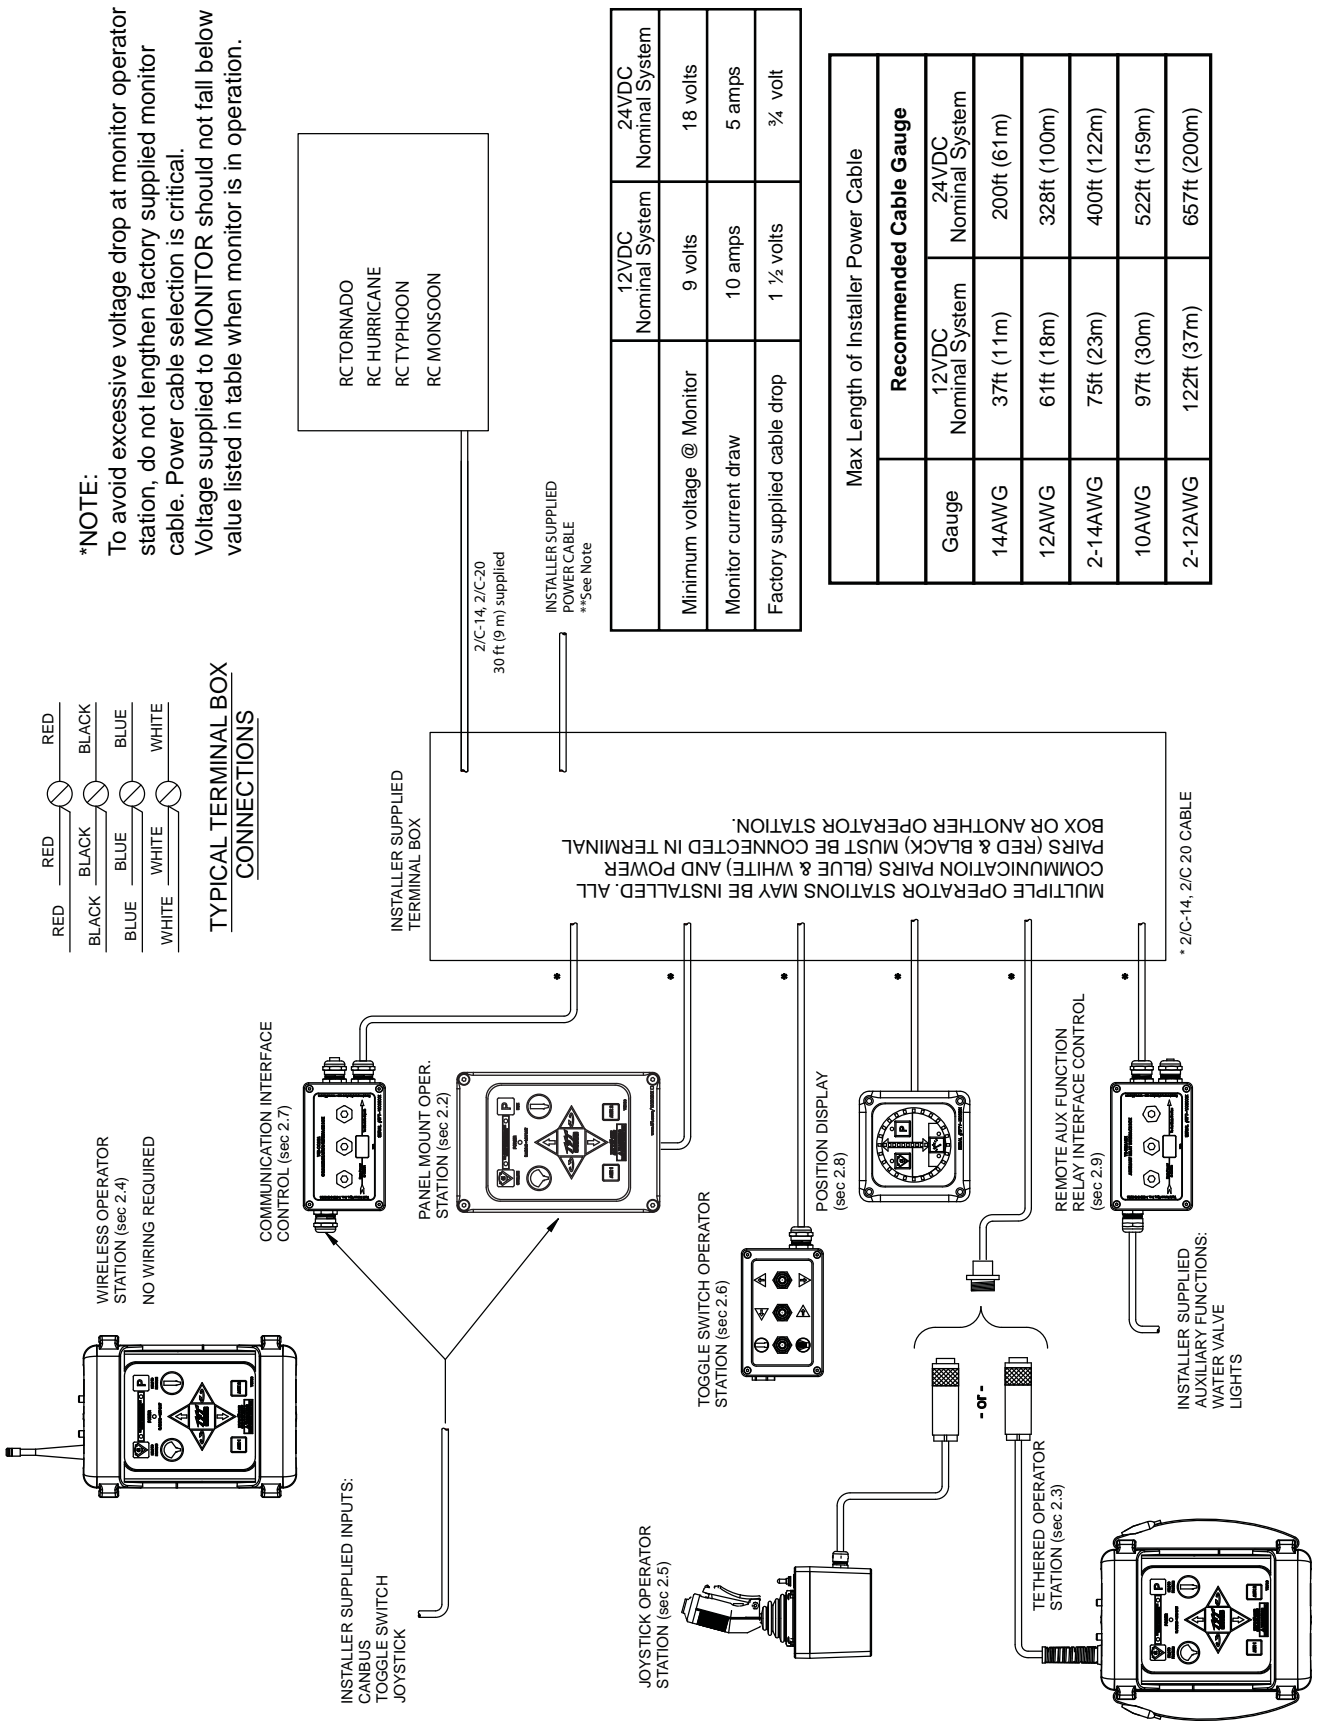 *NOTE:
To avoid excessive voltage drop at monitor operator
station, do not lengthen factory supplied monitor
cable. Power cable selection is critical.
Voltage supplied to MONITOR should not fall below
value listed in table when monitor is in operation.
RED RED RED
BLACK BLACK BLACK
BLUE BLUE BLUE
WHITE WHITE WHITE
TYPICAL TERMINAL BOX
CONNECTIONS
WIRELESS OPERATOR
STATION (sec 2.4)
NO WIRING REQUIRED
COMMUNICATION INTERFACE
CONTROL (sec 2.7)
INSTALLER SUPPLIED INPUTS:
CANBUS
TOGGLE SWITCH
JOYSTICK
PANEL MOUNT OPER.
STATION (sec 2.2)
INSTALLER SUPPLIED
TERMINAL BOX
RC TORNADO
RC HURRICANE
RC TYPHOON
RC MONSOON
2/C-14, 2/C-20
30 ft (9 m) supplied
INSTALLER SUPPLIED
POWER CABLE
**See Note
MULTIPLE OPERATOR STATIONS MAY BE INSTALLED. ALL
COMMUNICATION PAIRS (BLUE & WHITE) AND POWER
PAIRS (RED & BLACK) MUST BE CONNECTED IN TERMINAL
BOX OR ANOTHER OPERATOR STATION.
*
*
*
*
*
* 2/C-14, 2/C 20 CABLE
TOGGLE SWITCH OPERATOR
STATION (sec 2.6)
POSITION DISPLAY
(sec 2.8)
JOYSTICK OPERATOR
STATION (sec 2.5)
- or -
TETHERED OPERATOR
STATION (sec 2.3)
REMOTE AUX FUNCTION
RELAY INTERFACE CONTROL
(sec 2.9)
INSTALLER SUPPLIED
AUXILIARY FUNCTIONS:
WATER VALVE
LIGHTS
12VDC 24VDC
Nominal System Nominal System
Minimum voltage @ Monitor 9 volts 18 volts
Monitor current draw 10 amps 5 amps
Factory supplied cable drop 1 ½ volts ¾ volt
Max Length of Installer Power Cable
Recommended Cable Gauge
Gauge 12VDC 24VDC
Nominal System Nominal System
14AWG 37ft (11m) 200ft (61m)
12AWG 61ft (18m) 328ft (100m)
2-14AWG 75ft (23m) 400ft (122m)
10AWG 97ft (30m) 522ft (159m)
2-12AWG 122ft (37m) 657ft (200m)
P
P
P
P